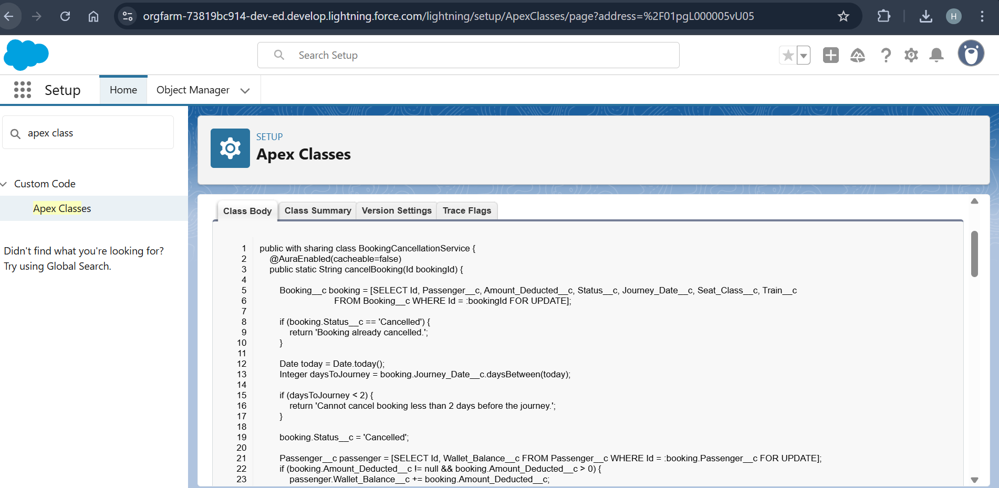 orgfarm-73819bc914-dev-ed.develop.lightning.force.com/lightning/setup/ApexClasses/page?address=%2F01pgL000005vU05
H
Search Setup
Setup
Home
Object Manager
apex class
Custom Code
Apex Classes
Didn't find what you're looking for?
Try using Global Search.
SETUP
Apex Classes
Class Body
Class Summary
Version Settings
Trace Flags
1 public with sharing class BookingCancellationService {
2 @AuraEnabled(cacheable=false)
3 public static String cancelBooking(Id bookingId) {
4
5 Booking__c booking = [SELECT Id, Passenger__c, Amount_Deducted__c, Status__c, Journey_Date__c, Seat_Class__c, Train__c
6 FROM Booking__c WHERE Id = :bookingId FOR UPDATE];
7
8 if (booking.Status__c == 'Cancelled') {
9 return 'Booking already cancelled.';
10 }
11
12 Date today = Date.today();
13 Integer daysToJourney = booking.Journey_Date__c.daysBetween(today);
14
15 if (daysToJourney < 2) {
16 return 'Cannot cancel booking less than 2 days before the journey.';
17 }
18
19 booking.Status__c = 'Cancelled';
20
21 Passenger__c passenger = [SELECT Id, Wallet_Balance__c FROM Passenger__c WHERE Id = :booking.Passenger__c FOR UPDATE];
22 if (booking.Amount_Deducted__c != null && booking.Amount_Deducted__c > 0) {
23 passenger.Wallet_Balance__c += booking.Amount_Deducted__c;